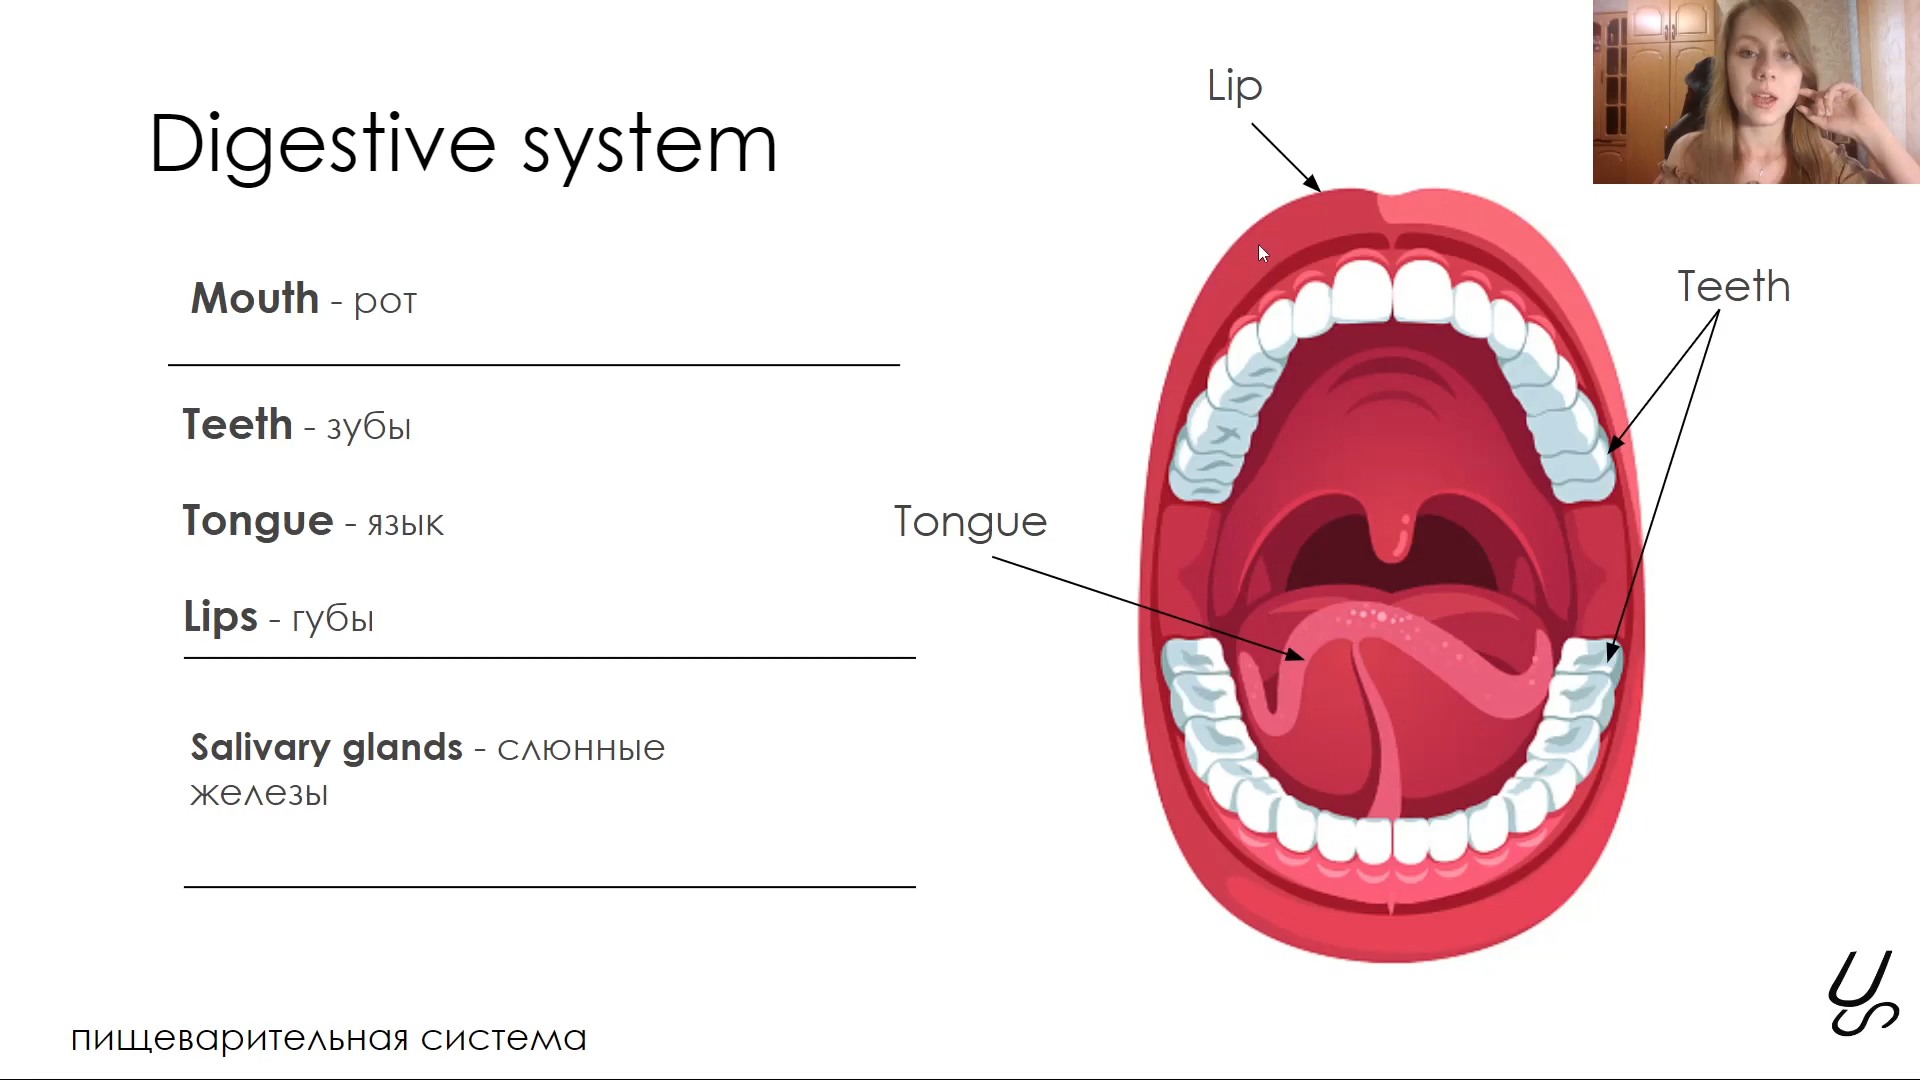 Digestive system
Mouth - рот
Teeth - зубы
Tongue - язык
Lips - губы
Salivary glands - слюнные
железы
пищеварительная система
Lip
Teeth
Tongue
US